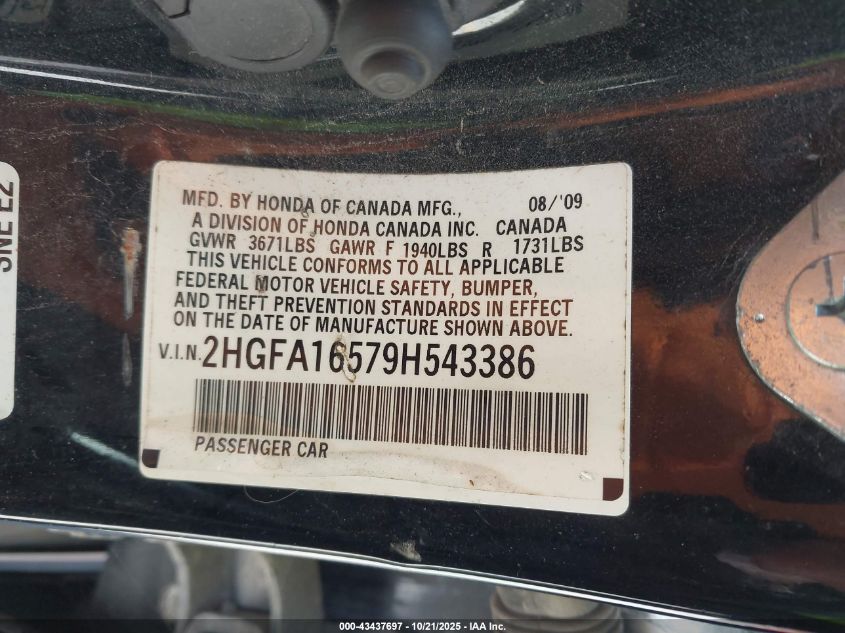 MFD. BY HONDA OF CANADA MFG., 08/'09
A DIVISION OF HONDA CANADA INC. CANADA
GVWR 3671LBS GAWR F 1940LBS R 1731LBS
THIS VEHICLE CONFORMS TO ALL APPLICABLE
FEDERAL MOTOR VEHICLE SAFETY, BUMPER,
AND THEFT PREVENTION STANDARDS IN EFFECT
ON THE DATE OF MANUFACTURE SHOWN ABOVE.
V.I.N. 2HGFA16579H543386
PASSENGER CAR
SNE E2
000-43437697 - 10/21/2025 - IAA Inc.